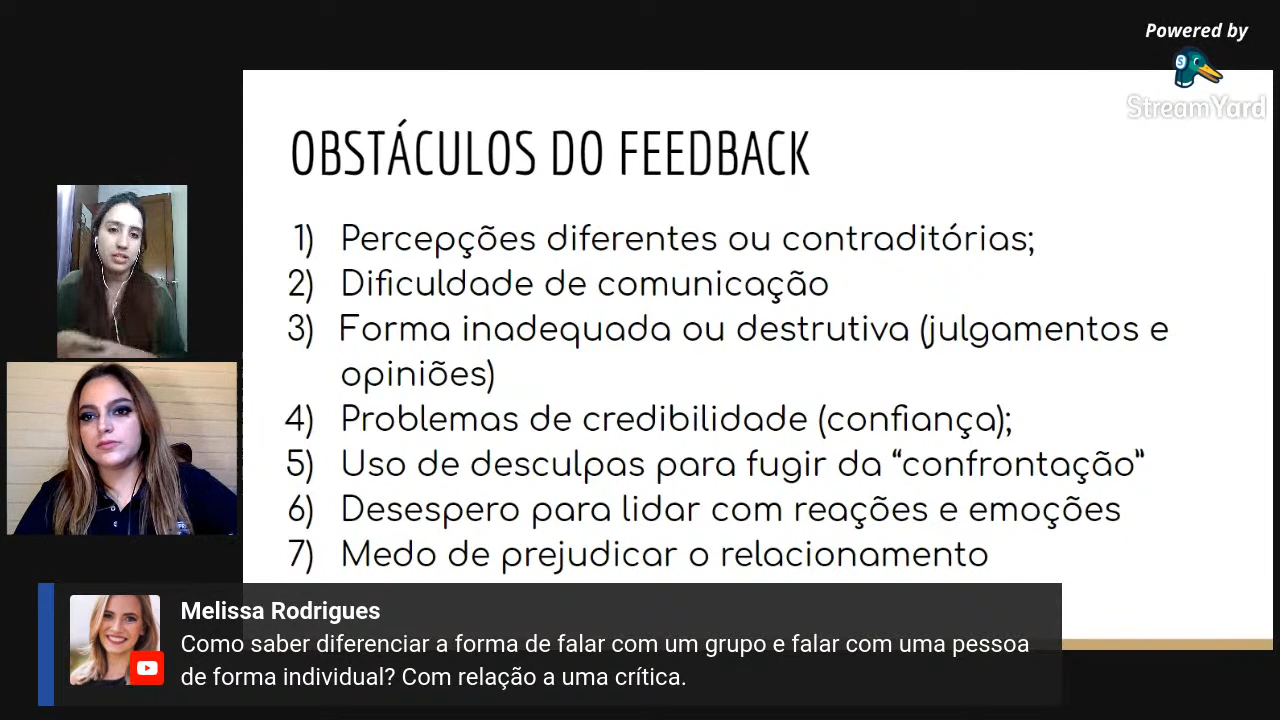 Powered by
StreamYard
OBSTÁCULOS DO FEEDBACK
1) Percepções diferentes ou contraditórias;
2) Dificuldade de comunicação
3) Forma inadequada ou destrutiva (julgamentos e
opiniões)
4) Problemas de credibilidade (confiança);
5) Uso de desculpas para fugir da “confrontação”
6) Desespero para lidar com reações e emoções
7) Medo de prejudicar o relacionamento
Melissa Rodrigues
Como saber diferenciar a forma de falar com um grupo e falar com uma pessoa
de forma individual? Com relação a uma crítica.